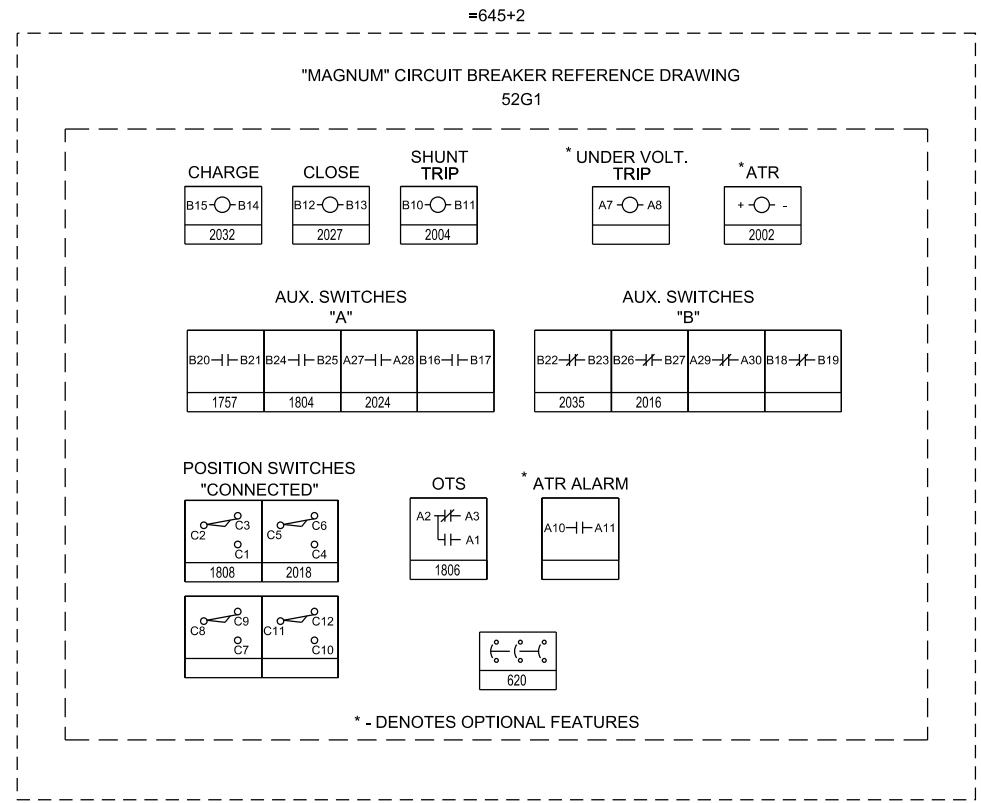 =645+2
"MAGNUM" CIRCUIT BREAKER REFERENCE DRAWING
52G1
CHARGE
CLOSE
SHUNT
TRIP
* UNDER VOLT.
TRIP
*ATR
B15 B14
B12 B13
B10 B11
A7 A8
+ -
2032
2027
2004
2002
AUX. SWITCHES
"A"
AUX. SWITCHES
"B"
B20 B21 B24 B25 A27 A28 B16 B17
B22 B23 B26 B27 A29 A30 B18 B19
1757 1804 2024
2035 2016
POSITION SWITCHES
"CONNECTED"
OTS
* ATR ALARM
C2 C3 C1
C5 C6 C4
A2 A3
A1
A10 A11
1808 2018
1806
C8 C9 C7
C11 C12 C10
620
* - DENOTES OPTIONAL FEATURES